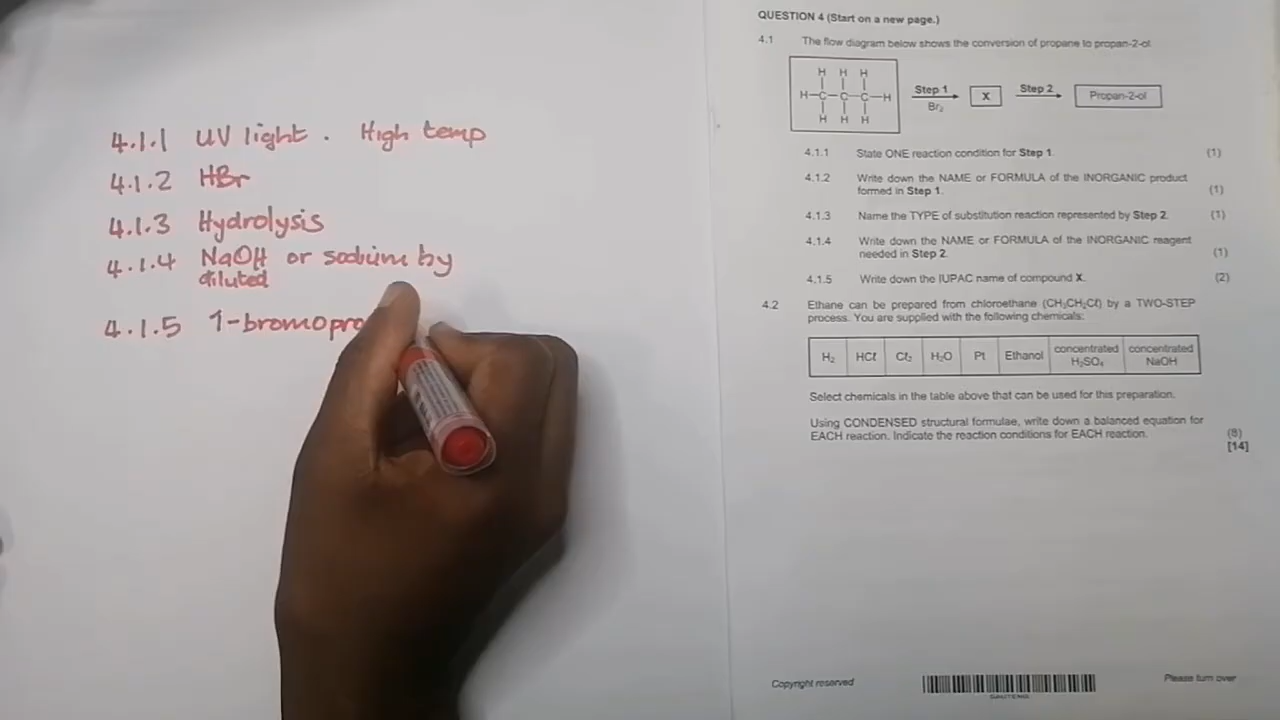 4.1.1 UV light. High temp
4.1.2 HBr
4.1.3 Hydrolysis
4.1.4 NaOH or sodium by
diluted
4.1.5 1-bromopro
QUESTION 4 (Start on a new page.)
4.1 The flow diagram below shows the conversion of propane to propan-2-ol
H H H
H-C-C-C-H
H H H
Step 1
Br₂
X
Step 2
Propan-2-ol
4.1.1 State ONE reaction condition for Step 1. (1)
4.1.2 Write down the NAME or FORMULA of the INORGANIC product
formed in Step 1. (1)
4.1.3 Name the TYPE of substitution reaction represented by Step 2. (1)
4.1.4 Write down the NAME or FORMULA of the INORGANIC reagent
needed in Step 2. (1)
4.1.5 Write down the IUPAC name of compound X. (2)
4.2 Ethane can be prepared from chloroethane (CH₃CH₂Cℓ) by a TWO-STEP
process. You are supplied with the following chemicals:
H₂ HCℓ Cℓ₂ H₂O Pt Ethanol concentrated H₂SO₄ concentrated NaOH
Select chemicals in the table above that can be used for this preparation.
Using CONDENSED structural formulae, write down a balanced equation for
EACH reaction. Indicate the reaction conditions for EACH reaction. (8)
[14]
Copyright reserved
Please turn over